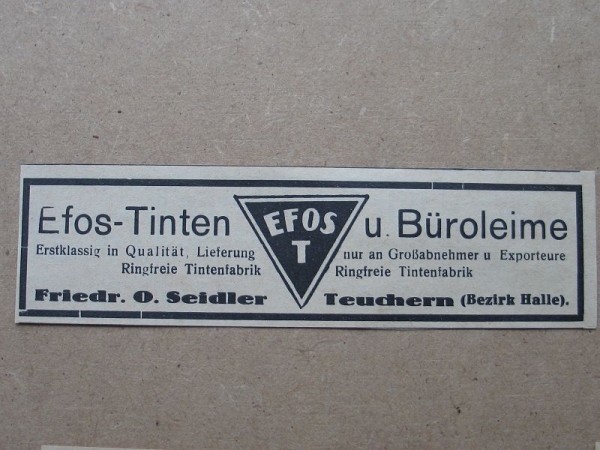 Efos-Tinten EFOS T u. Büroleime
Erstklassig in Qualität, Lieferung nur an Großabnehmer u Exporteure
Ringfreie Tintenfabrik Ringfreie Tintenfabrik
Friedr. O. Seidler Teuchern (Bezirk Halle).